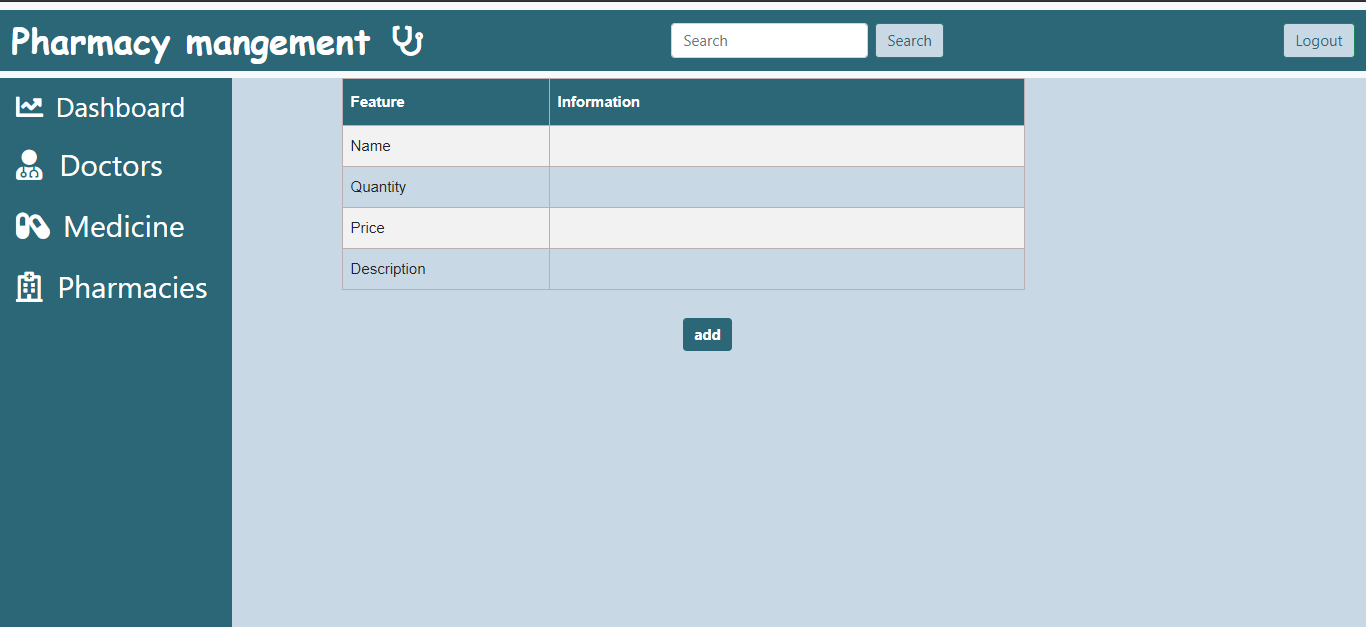 Pharmacy mangement
Search
Search
Logout
Dashboard
Doctors
Medicine
Pharmacies
Feature Information
Name
Quantity
Price
Description
add